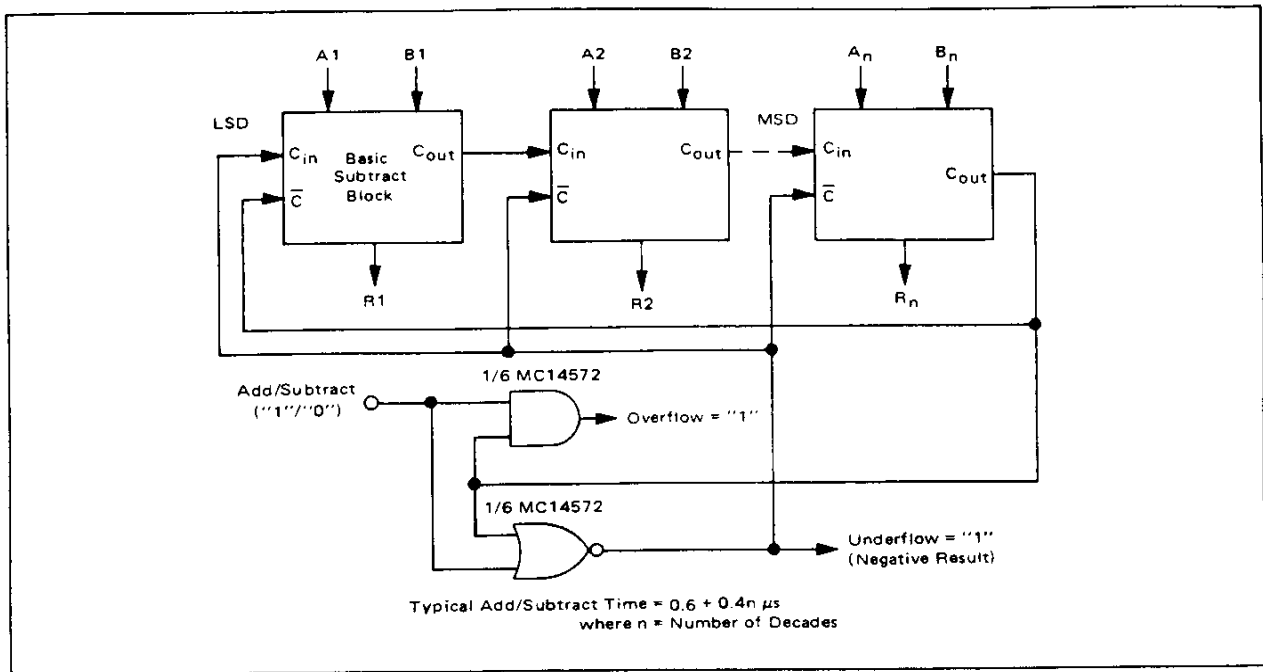 A1 B1 A2 B2 An Bn
LSD MSD
Cin Basic Subtract Block Cout Cin Cout Cin Cout
C̅ C̅ C̅
R1 R2 Rn
1/6 MC14572
Add/Subtract
("1"/"0")
Overflow = "1"
1/6 MC14572
Underflow = "1"
(Negative Result)
Typical Add/Subtract Time = 0.6 + 0.4n μs
where n = Number of Decades